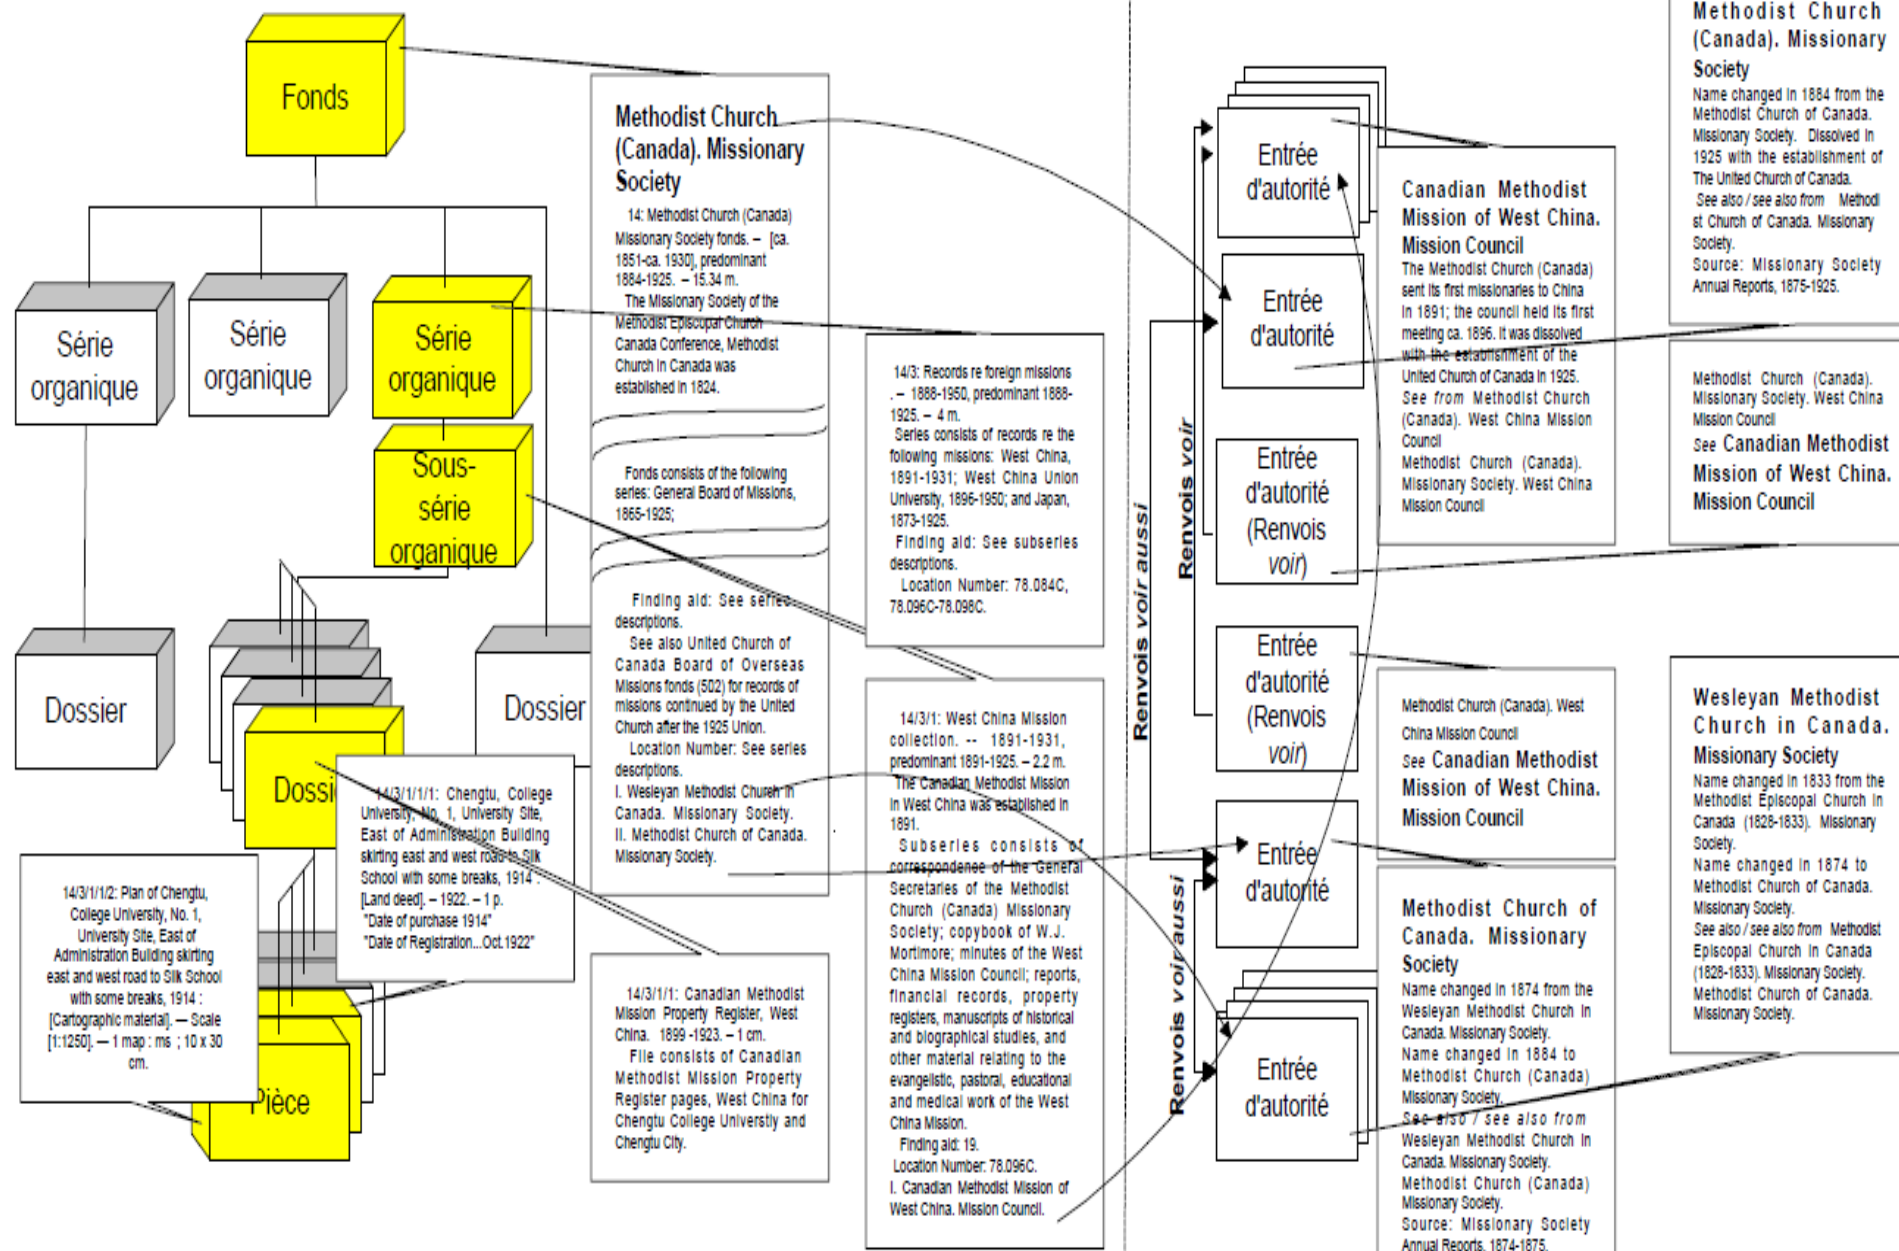 Fonds
Série
organique
Série
organique
Série
organique
Sous-
série
organique
Dossier
Dossier
Pièce
14/3/1/1/2: Plan of Chengtu,
College University, No. 1,
University Site, East of
Administration Building skirting
east and west road to Silk School
with some breaks, 1914 :
[Cartographic material]. — Scale
[1:1250]. — 1 map : ms ; 10 x 30
cm.
14/3/1/1/1: Chengtu, College
University, No. 1, University Site,
East of Administration Building
skirting east and west road to Silk
School with some breaks, 1914 :
[Land deed]. – 1922. – 1 p.
"Date of purchase 1914"
"Date of Registration...Oct.1922"
Methodist Church
(Canada). Missionary
Society
14: Methodist Church (Canada)
Missionary Society fonds. – [ca.
1851-ca. 1930], predominant
1884-1925. – 15.34 m.
The Missionary Society of the
Methodist Episcopal Church
Canada Conference, Methodist
Church in Canada was
established in 1824.
Fonds consists of the following
series: General Board of Missions,
1865-1925;
Finding aid: See series
descriptions.
See also United Church of
Canada Board of Overseas
Missions fonds (502) for records of
missions continued by the United
Church after the 1925 Union.
Location Number: See series
descriptions.
I. Wesleyan Methodist Church in
Canada. Missionary Society.
II. Methodist Church of Canada.
Missionary Society.
14/3/1/1: Canadian Methodist
Mission Property Register, West
China. 1899 -1923. – 1 cm.
File consists of Canadian
Methodist Mission Property
Register pages, West China for
Chengtu College Universtiy and
Chengtu City.
14/3: Records re foreign missions
. – 1888-1950, predominant 1888-
1925. – 4 m.
Series consists of records re the
following missions: West China,
1891-1931; West China Union
University, 1896-1950; and Japan,
1873-1925.
Finding aid: See subseries
descriptions.
Location Number: 78.084C,
78.096C-78.098C.
14/3/1: West China Mission
collection. -- 1891-1931,
predominant 1891-1925. – 2.2 m.
The Canadian Methodist Mission
in West China was established in
1891.
Subseries consists of
correspondence of the General
Secretaries of the Methodist
Church (Canada) Missionary
Society; copybook of W.J.
Mortimore; minutes of the West
China Mission Council; reports,
financial records, property
registers, manuscripts of historical
and biographical studies, and
other material relating to the
evangelistic, pastoral, educational
and medical work of the West
China Mission.
Finding aid: 19.
Location Number: 78.096C.
I. Canadian Methodist Mission of
West China. Mission Council.
Renvois voir aussi
Renvois voir
Renvois voir aussi
Entrée
d'autorité
Entrée
d'autorité
Entrée
d'autorité
(Renvois
voir)
Entrée
d'autorité
(Renvois
voir)
Entrée
d'autorité
Entrée
d'autorité
Canadian Methodist
Mission of West China.
Mission Council
The Methodist Church (Canada)
sent its first missionaries to China
in 1891; the council held its first
meeting ca. 1896. It was dissolved
with the establishment of the
United Church of Canada in 1925.
See from Methodist Church
(Canada). West China Mission
Council
Methodist Church (Canada).
Missionary Society. West China
Mission Council
Methodist Church (Canada). West
China Mission Council
See Canadian Methodist
Mission of West China.
Mission Council
Methodist Church of
Canada. Missionary
Society
Name changed in 1874 from the
Wesleyan Methodist Church in
Canada. Missionary Society.
Name changed in 1884 to
Methodist Church (Canada)
Missionary Society.
See also / see also from
Wesleyan Methodist Church in
Canada. Missionary Society.
Methodist Church (Canada)
Missionary Society.
Source: Missionary Society
Annual Reports, 1874-1875.
Methodist Church
(Canada). Missionary
Society
Name changed in 1884 from the
Methodist Church of Canada.
Missionary Society. Dissolved in
1925 with the establishment of
The United Church of Canada.
See also / see also from Methodi
st Church of Canada. Missionary
Society.
Source: Missionary Society
Annual Reports, 1875-1925.
Methodist Church (Canada).
Missionary Society. West China
Mission Council
See Canadian Methodist
Mission of West China.
Mission Council
Wesleyan Methodist
Church in Canada.
Missionary Society
Name changed in 1833 from the
Methodist Episcopal Church in
Canada (1828-1833). Missionary
Society.
Name changed in 1874 to
Methodist Church of Canada.
Missionary Society.
See also / see also from Methodist
Episcopal Church in Canada
(1828-1833). Missionary Society.
Methodist Church of Canada.
Missionary Society.